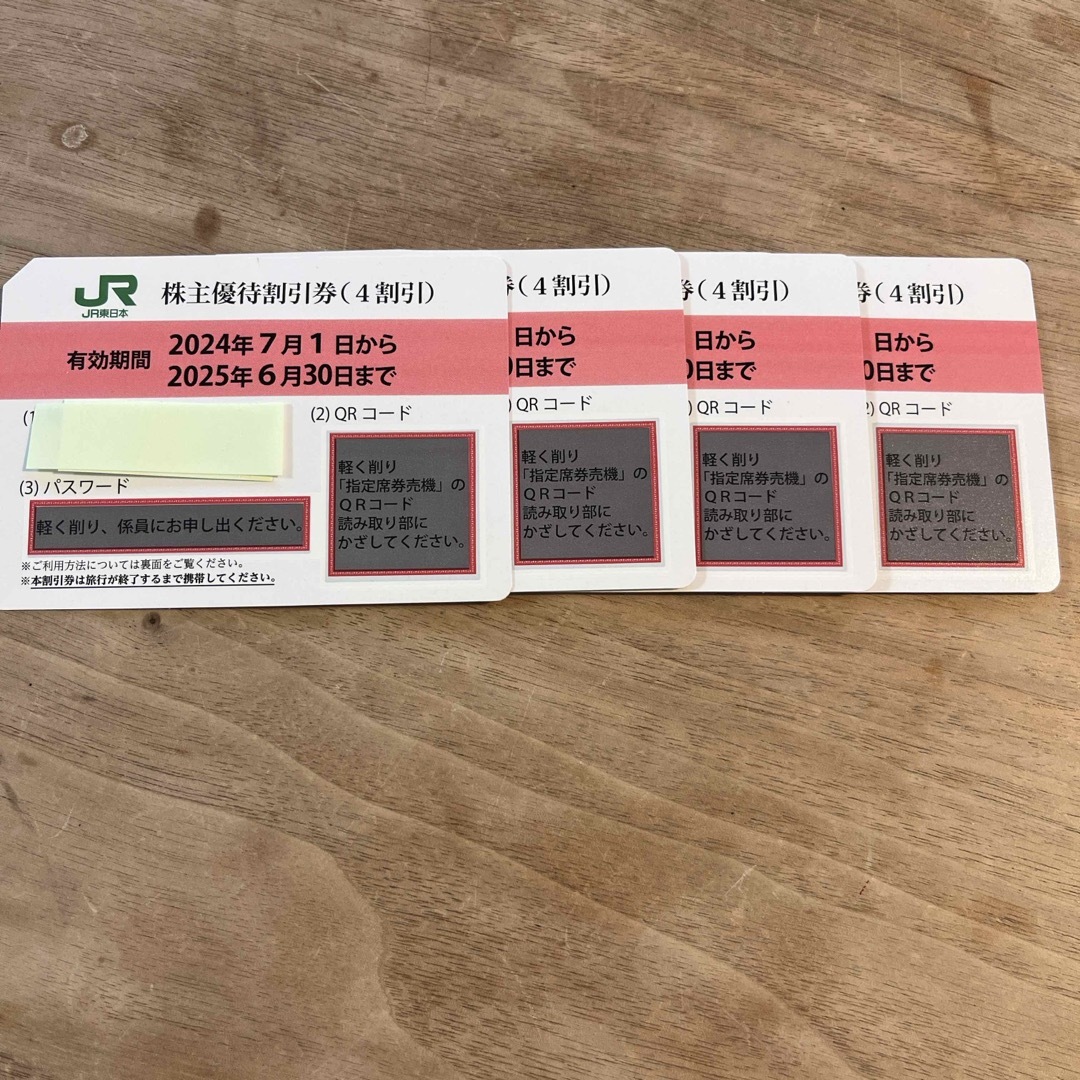 JR
JR東日本
株主優待割引券(4割引)
有効期間
2024年7月1日から
2025年6月30日まで
(1
(2) QRコード
軽く削り
「指定席券売機」の
QRコード
読み取り部に
かざしてください。
(3) パスワード
軽く削り、係員にお申し出ください。
※ご利用方法については裏面をご覧ください。
※本割引券は旅行が終了するまで携帯してください。
券(4割引)
日から
0日まで
) QRコード
軽く削り
「指定席券売機」の
QRコード
読み取り部に
かざしてください。
券(4割引)
日から
0日まで
) QRコード
軽く削り
「指定席券売機」の
QRコード
読み取り部に
かざしてください。
券(4割引)
日から
0日まで
2) QRコード
軽く削り
「指定席券売機」の
QRコード
読み取り部に
かざしてください。